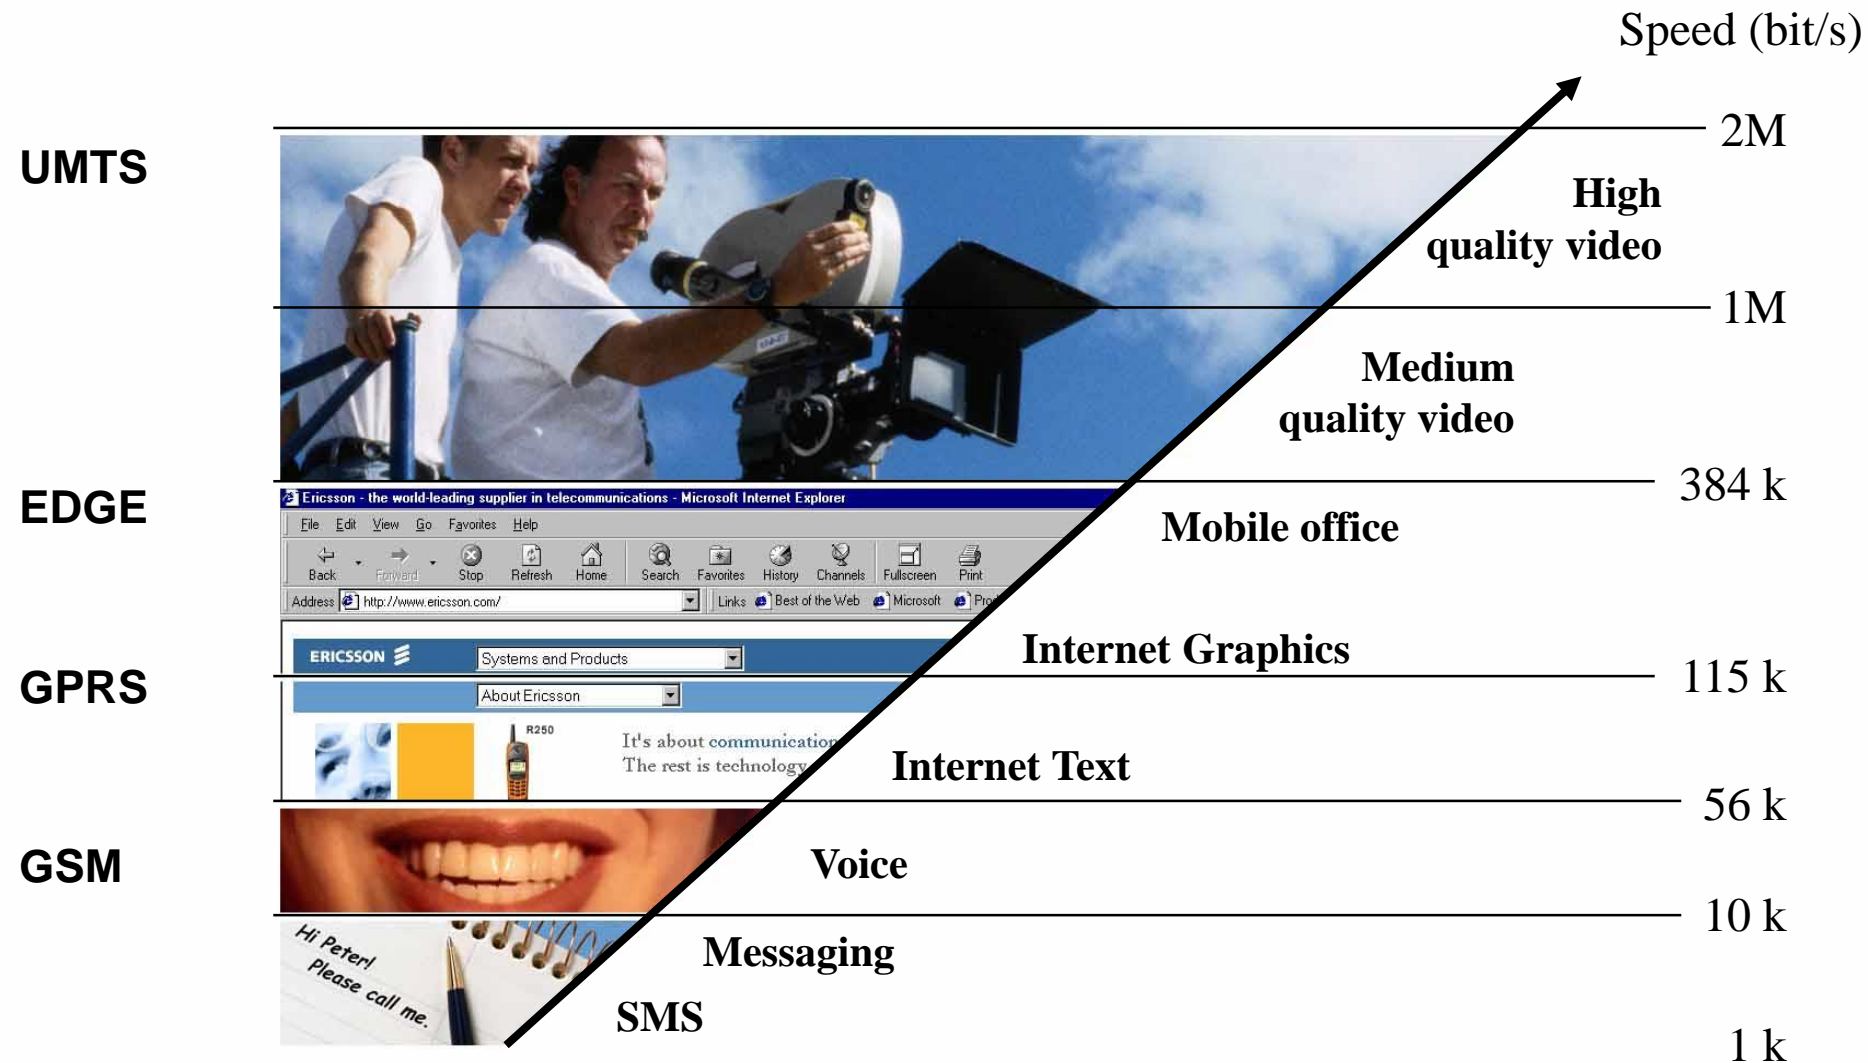 Speed (bit/s)
UMTS
2M
High
quality video
1M
Medium
quality video
EDGE
384 k
Ericsson - the world-leading supplier in telecommunications - Microsoft Internet Explorer
File Edit View Go Favorites Help
Mobile office
Back Forward Stop Refresh Home Search Favorites History Channels Fullscreen Print
Address http://www.ericsson.com/ Links Best of the Web Microsoft
ERICSSON Systems and Products
Internet Graphics
GPRS
115 k
About Ericsson
R250
It's about communication
The rest is technology
Internet Text
56 k
GSM
Voice
10 k
Hi Peter!
Please call me.
Messaging
SMS
1 k